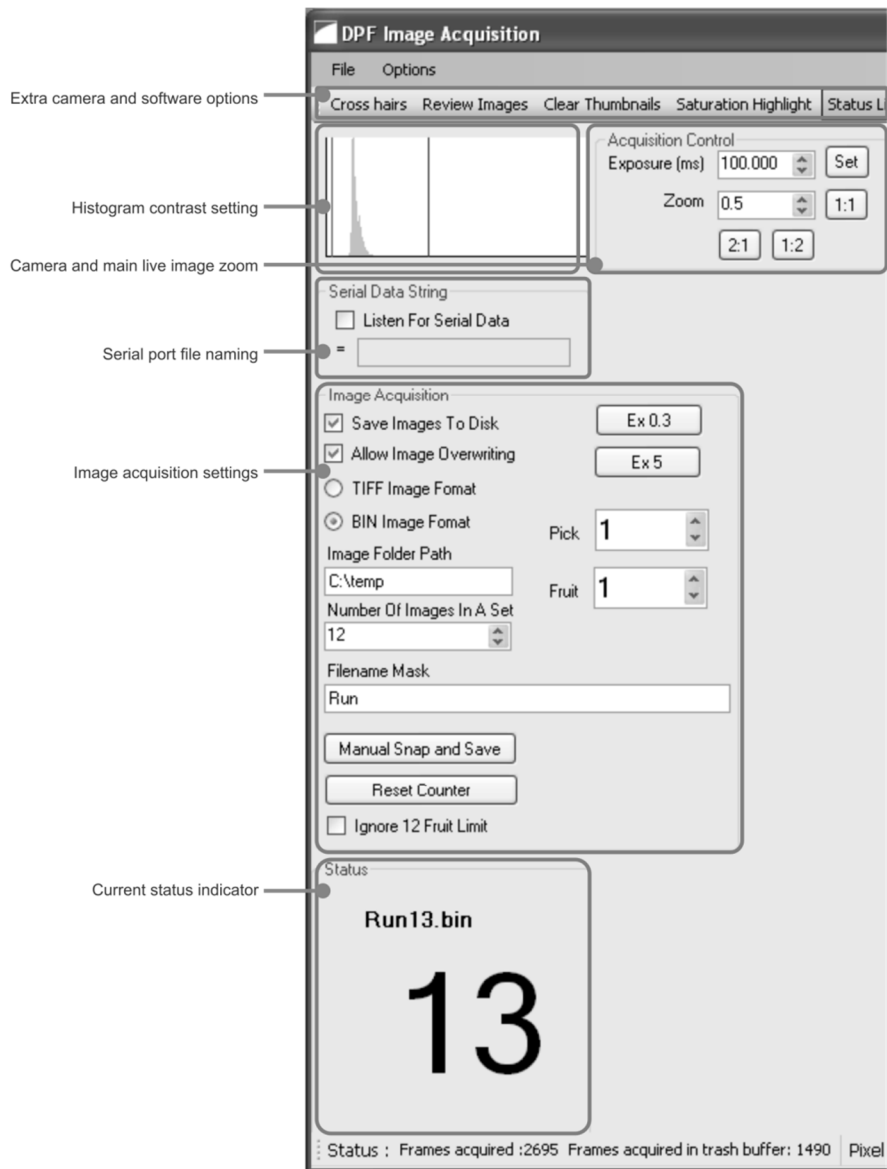 DPF Image Acquisition
File Options
Extra camera and software options
Cross hairs Review Images Clear Thumbnails Saturation Highlight Status Li
Histogram contrast setting
Camera and main live image zoom
Acquisition Control
Exposure (ms) 100.000 Set
Zoom 0.5 1:1
2:1 1:2
Serial Data String
Listen For Serial Data
Serial port file naming
=
Image Acquisition
Save Images To Disk Ex 0.3
Allow Image Overwriting Ex 5
Image acquisition settings
TIFF Image Fomat
BIN Image Fomat
Pick 1
Image Folder Path
C:\temp
Fruit 1
Number Of Images In A Set
12
Filename Mask
Run
Manual Snap and Save
Reset Counter
Ignore 12 Fruit Limit
Status
Current status indicator
Run13.bin
13
Status : Frames acquired :2695 Frames acquired in trash buffer: 1490 Pixel